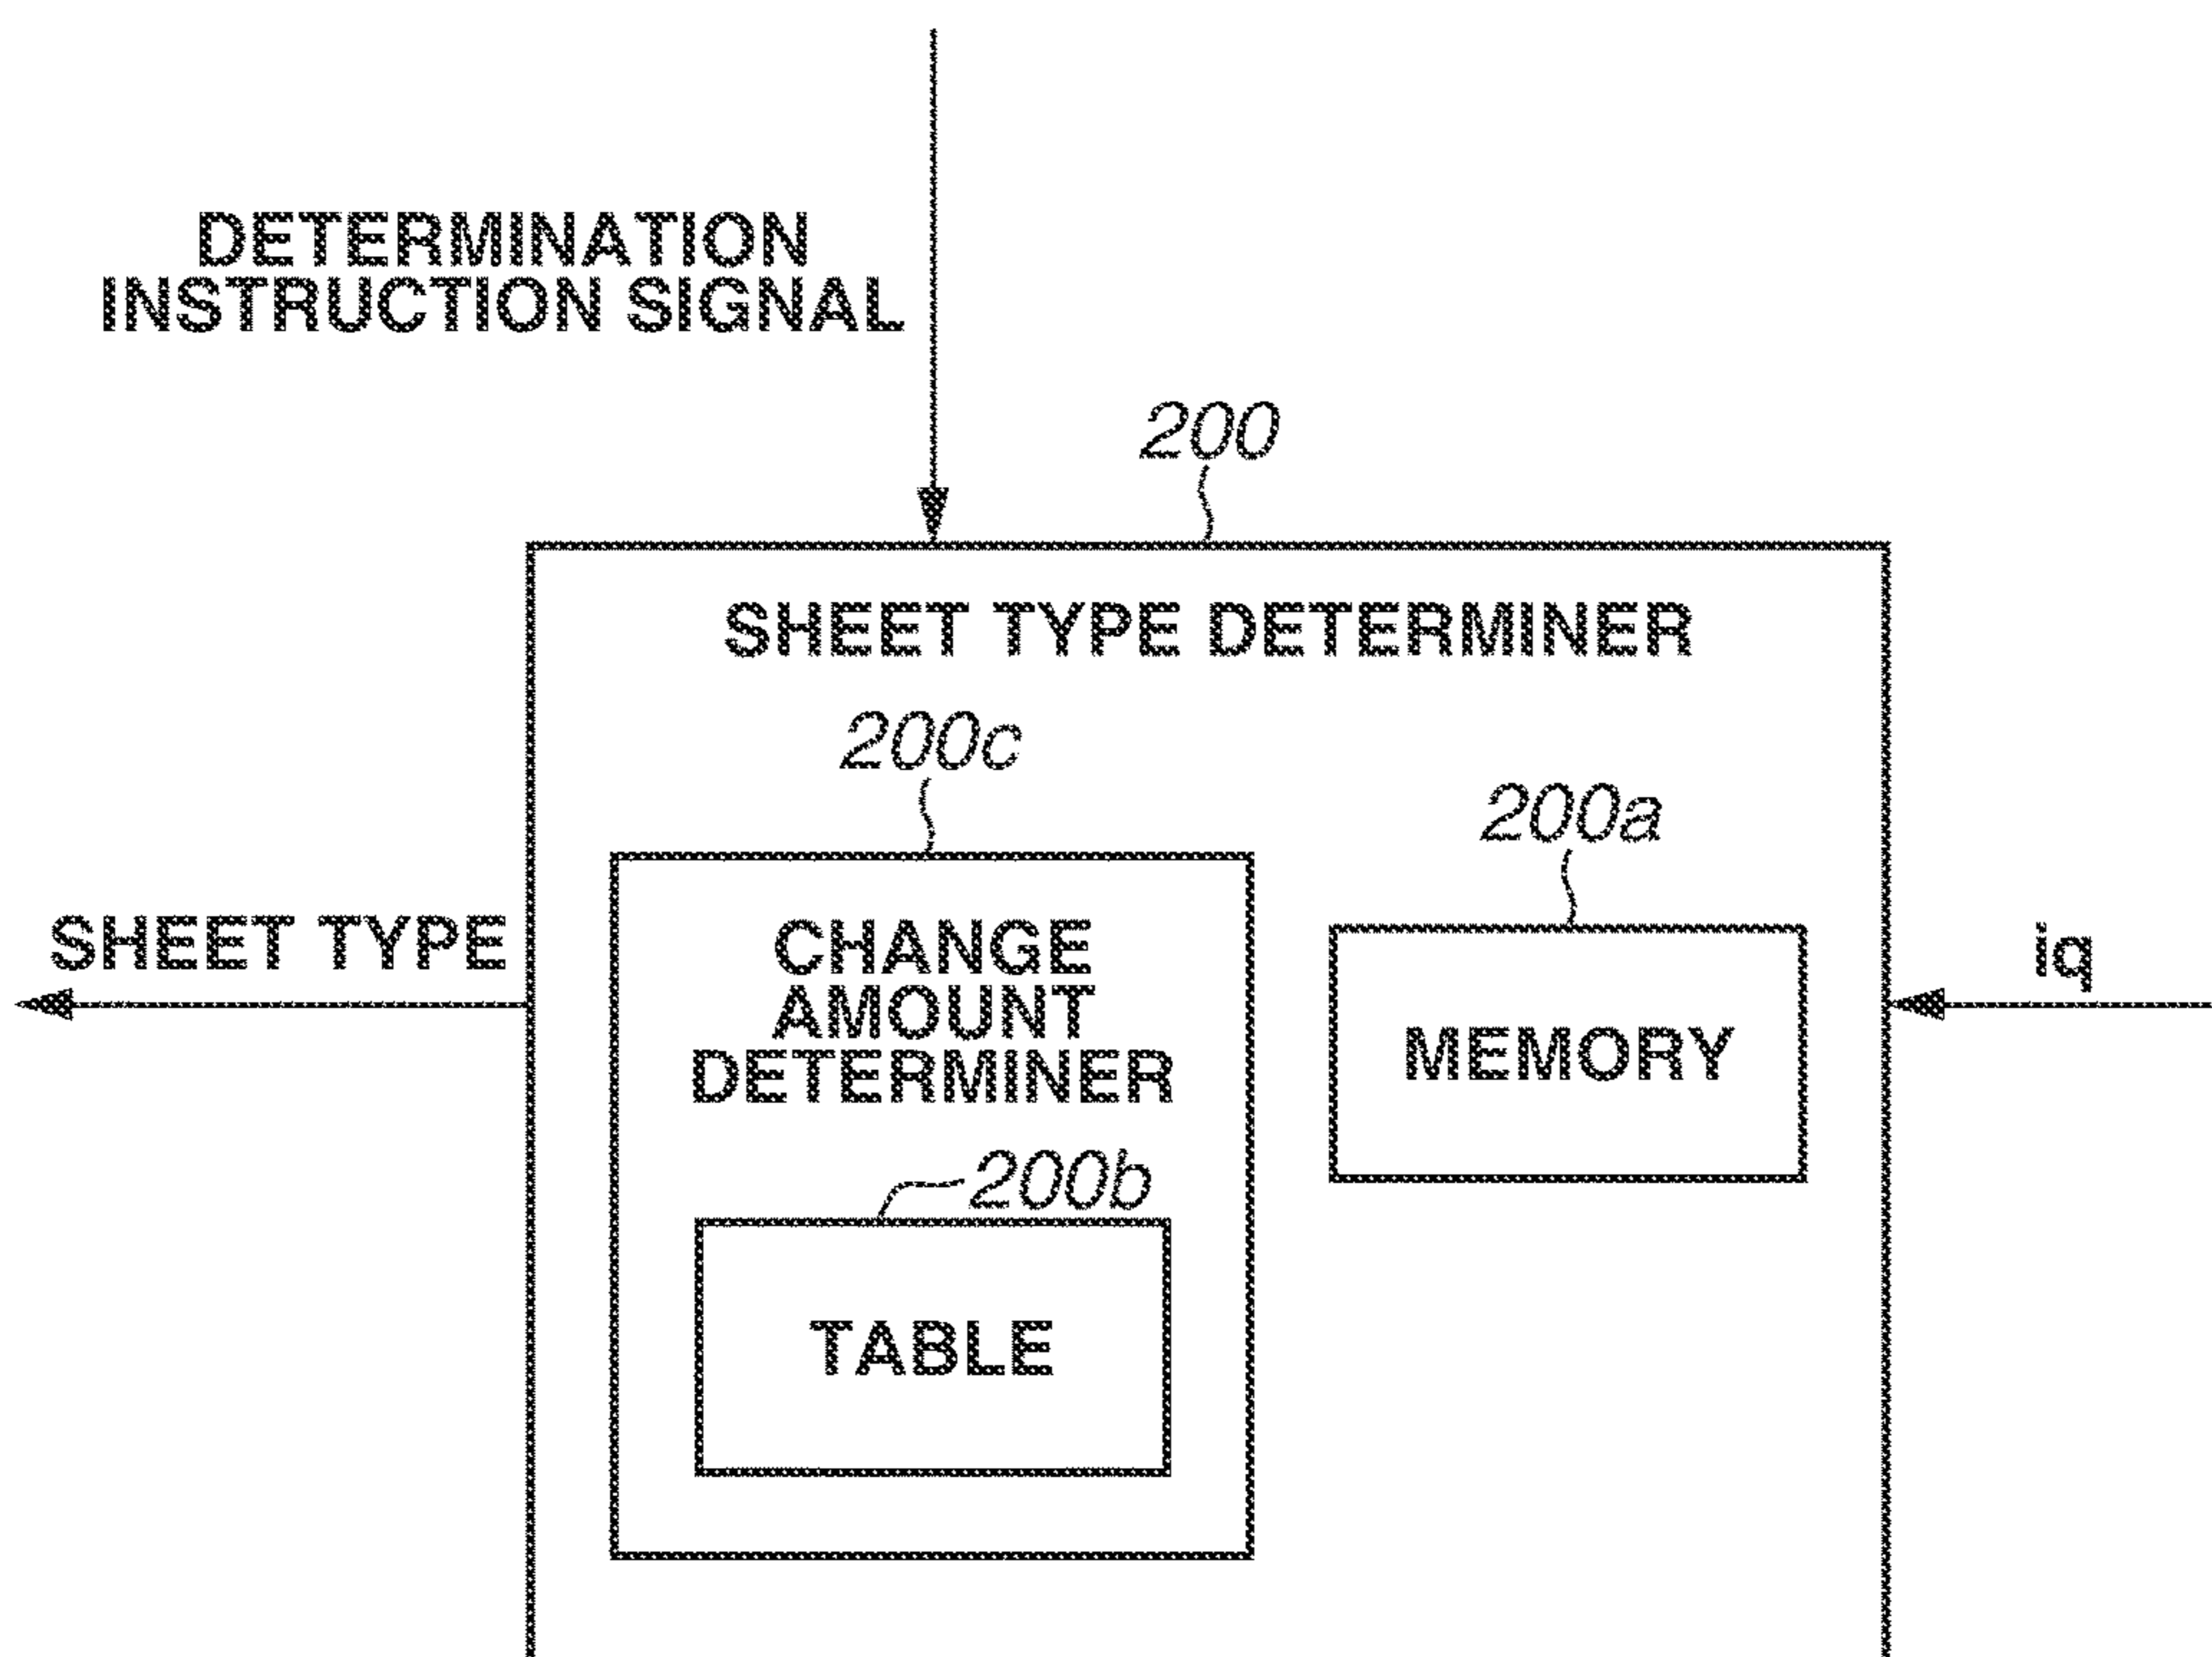 DETERMINATION
INSTRUCTION SIGNAL
200
SHEET TYPE DETERMINER
200c
200a
SHEET TYPE
CHANGE
AMOUNT
DETERMINER
MEMORY
iq
200b
TABLE